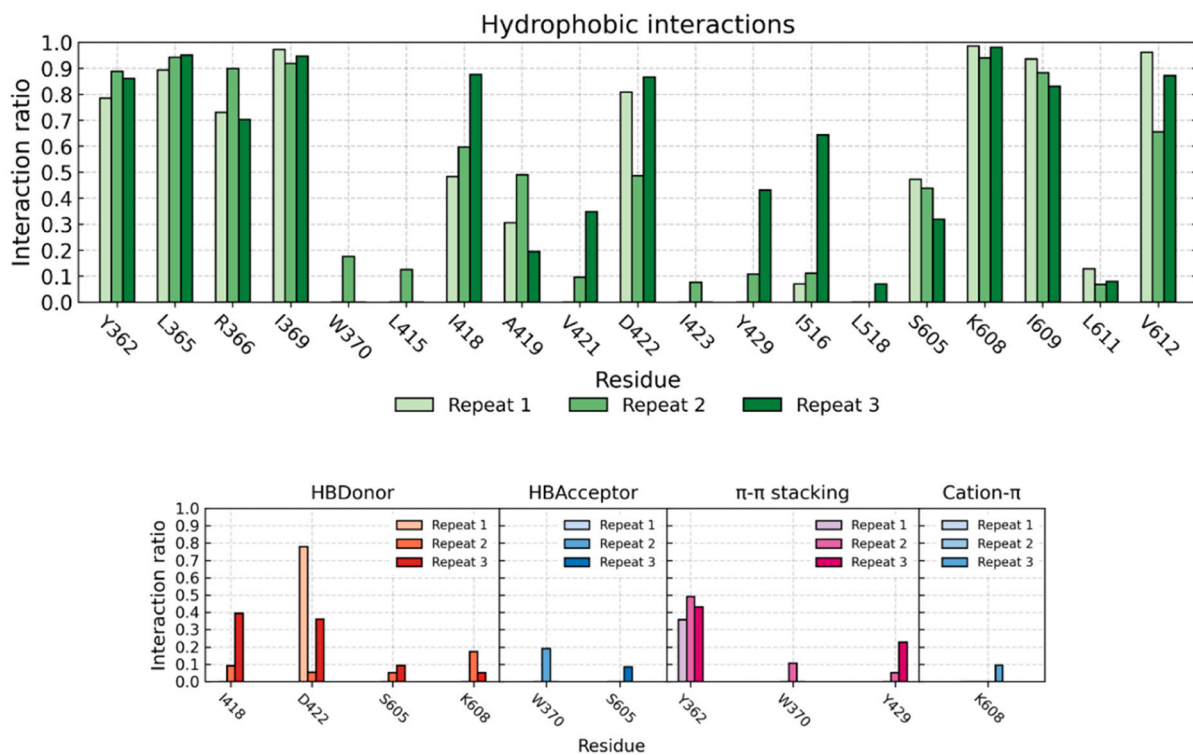 Hydrophobic interactions
Interaction ratio
1.0
0.9
0.8
0.7
0.6
0.5
0.4
0.3
0.2
0.1
0.0
Y362 L365 R366 I369 W370 L415 I418 A419 V421 D422 I423 Y429 I516 L518 S605 K608 I609 L611 V612
Residue
Repeat 1 Repeat 2 Repeat 3
HBDonor HBAcceptor π-π stacking Cation-π
Interaction ratio
1.0
0.9
0.8
0.7
0.6
0.5
0.4
0.3
0.2
0.1
0.0
Repeat 1 Repeat 1 Repeat 1 Repeat 1
Repeat 2 Repeat 2 Repeat 2 Repeat 2
Repeat 3 Repeat 3 Repeat 3 Repeat 3
I418 D422 S605 K608 W370 S605 Y362 W370 Y429 K608
Residue